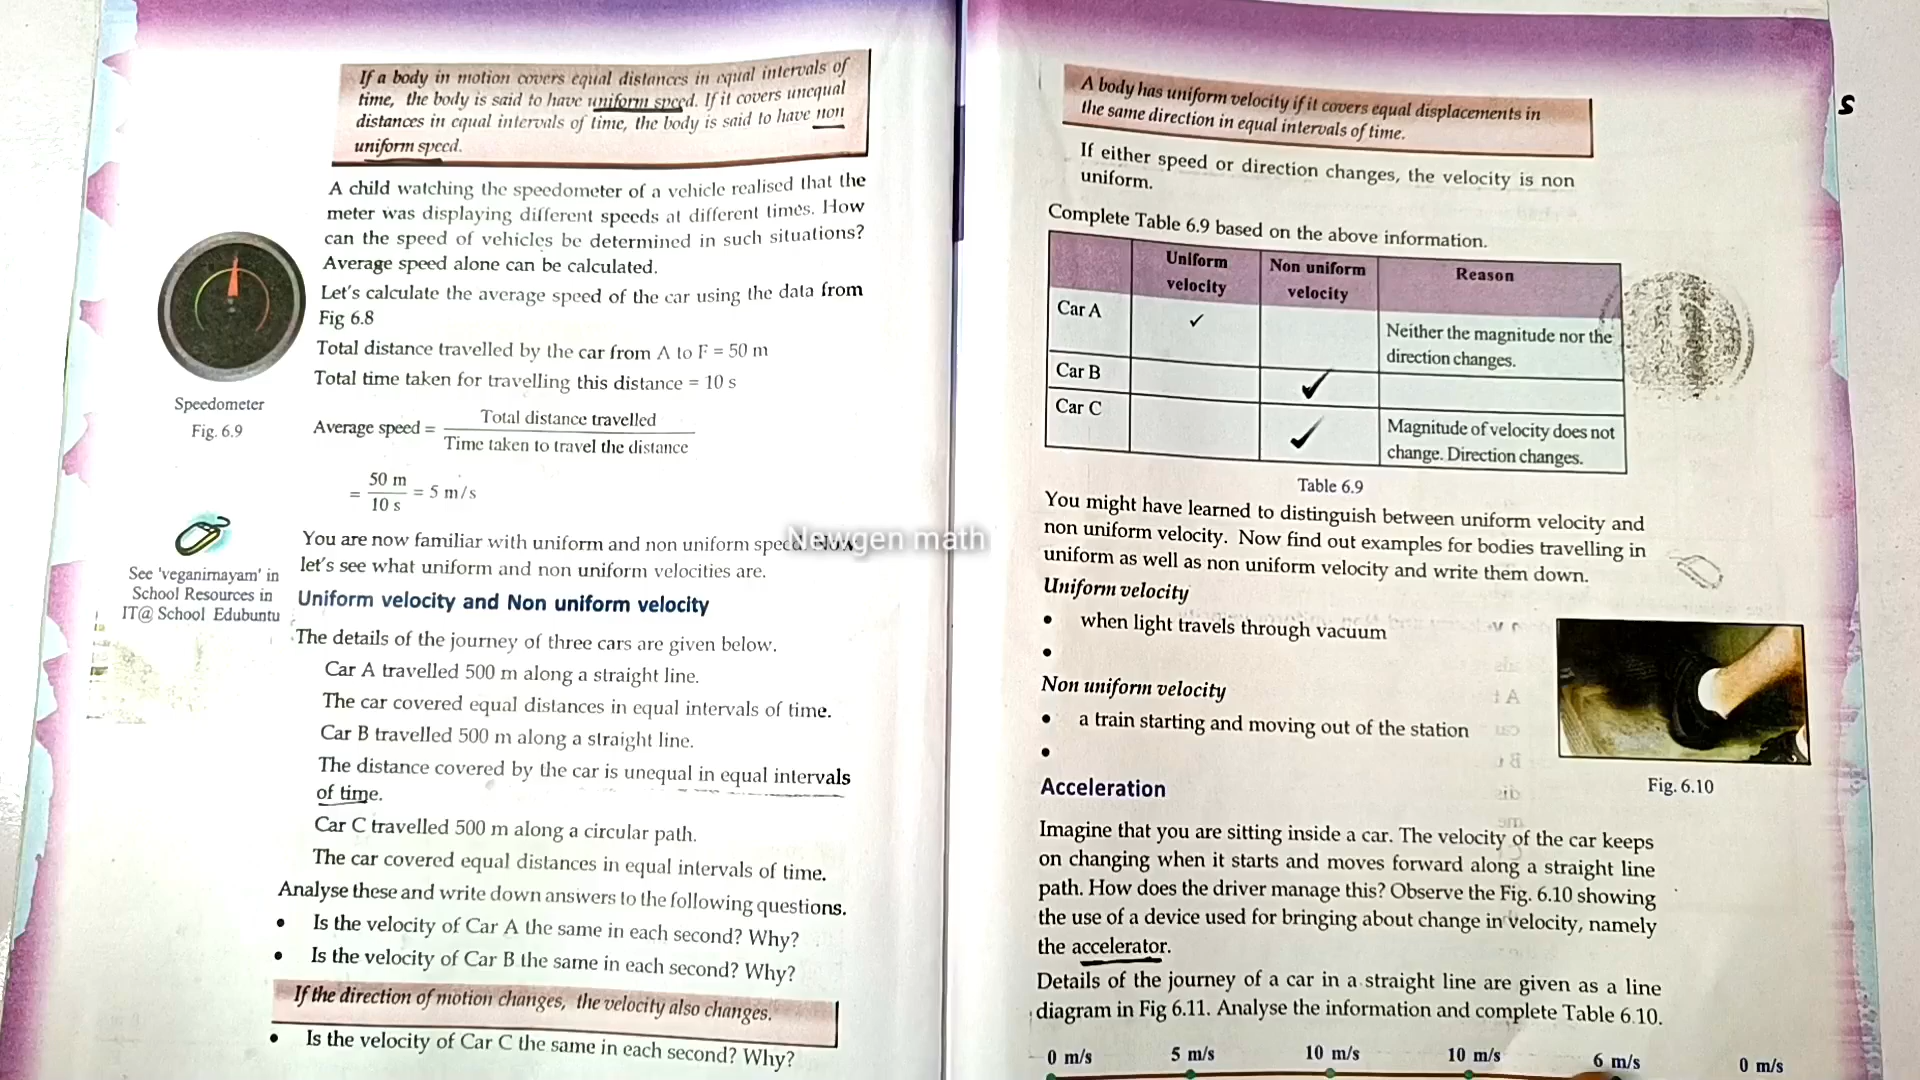 If a body in motion covers equal distances in equal intervals of
time, the body is said to have uniform speed. If it covers unequal
distances in equal intervals of time, the body is said to have non
uniform speed.
A child watching the speedometer of a vehicle realised that the
meter was displaying different speeds at different times. How
can the speed of vehicles be determined in such situations?
Average speed alone can be calculated.
Let's calculate the average speed of the car using the data from
Fig 6.8
Total distance travelled by the car from A to F = 50 m
Total time taken for travelling this distance = 10 s
Speedometer
Fig. 6.9
Average speed = Total distance travelled
Time taken to travel the distance
= 50 m
10 s = 5 m/s
You are now familiar with uniform and non uniform speed. Now
let's see what uniform and non uniform velocities are.
See 'veganirnayam' in
School Resources in
IT@ School Edubuntu
Uniform velocity and Non uniform velocity
The details of the journey of three cars are given below.
Car A travelled 500 m along a straight line.
The car covered equal distances in equal intervals of time.
Car B travelled 500 m along a straight line.
The distance covered by the car is unequal in equal intervals
of time.
Car C travelled 500 m along a circular path.
The car covered equal distances in equal intervals of time.
Analyse these and write down answers to the following questions.
• Is the velocity of Car A the same in each second? Why?
• Is the velocity of Car B the same in each second? Why?
If the direction of motion changes, the velocity also changes.
• Is the velocity of Car C the same in each second? Why?
Newgen math
A body has uniform velocity if it covers equal displacements in
the same direction in equal intervals of time.
S
If either speed or direction changes, the velocity is non
uniform.
Complete Table 6.9 based on the above information.
Uniform velocity Non uniform velocity Reason
Car A ✓ Neither the magnitude nor the
direction changes.
Car B ✓
Car C ✓ Magnitude of velocity does not
change. Direction changes.
Table 6.9
You might have learned to distinguish between uniform velocity and
non uniform velocity. Now find out examples for bodies travelling in
uniform as well as non uniform velocity and write them down.
Uniform velocity
• when light travels through vacuum
•
Non uniform velocity
• a train starting and moving out of the station
•
Fig. 6.10
Acceleration
Imagine that you are sitting inside a car. The velocity of the car keeps
on changing when it starts and moves forward along a straight line
path. How does the driver manage this? Observe the Fig. 6.10 showing
the use of a device used for bringing about change in velocity, namely
the accelerator.
Details of the journey of a car in a straight line are given as a line
diagram in Fig 6.11. Analyse the information and complete Table 6.10.
0 m/s 5 m/s 10 m/s 10 m/s 6 m/s 0 m/s